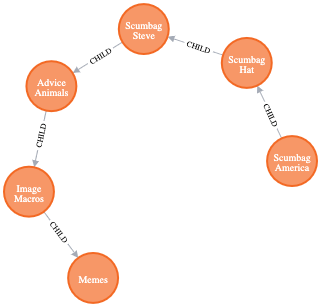 Scumbag
Steve
CHILD
CHILD
Scumbag
Hat
Advice
Animals
CHILD
CHILD
Scumbag
America
Image
Macros
CHILD
Memes